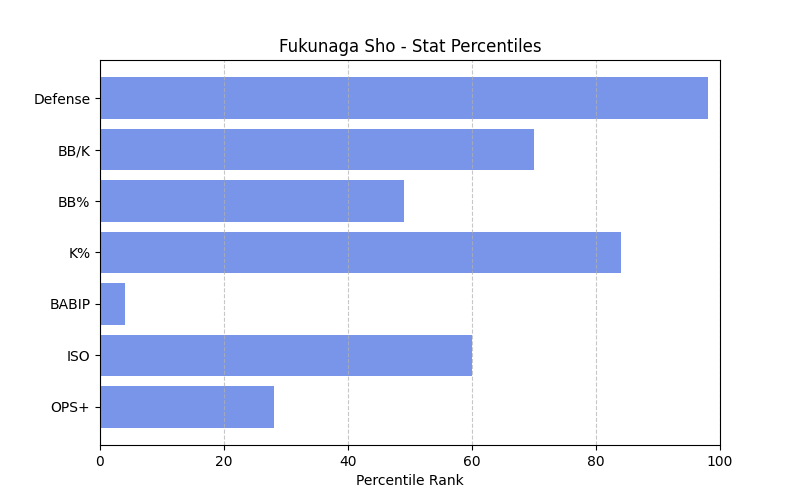 Fukunaga Sho - Stat Percentiles
Defense
BB/K
BB%
K%
BABIP
ISO
OPS+
0 20 40 60 80 100
Percentile Rank